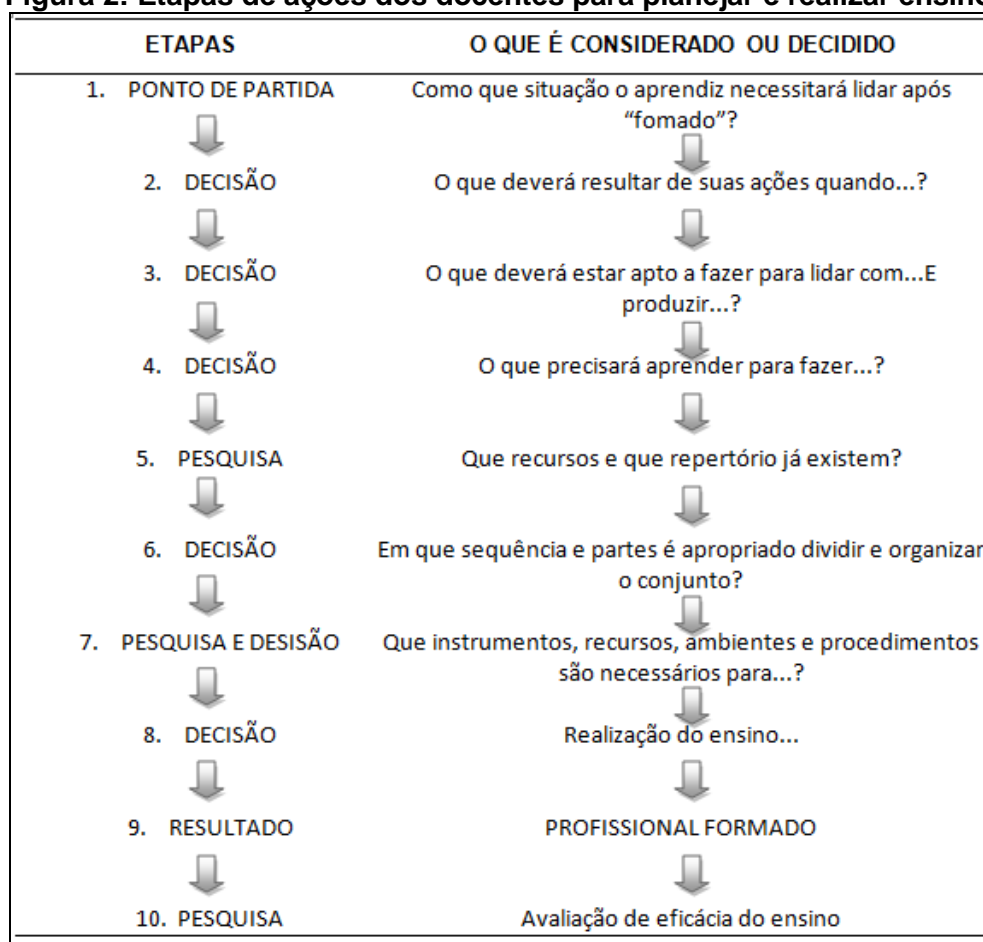 Figura 2: Etapas de ações dos docentes para planejar e realizar ensino
ETAPAS O QUE É CONSIDERADO OU DECIDIDO
1. PONTO DE PARTIDA Como que situação o aprendiz necessitará lidar após
“fomado”?
2. DECISÃO O que deverá resultar de suas ações quando...?
3. DECISÃO O que deverá estar apto a fazer para lidar com...E
produzir...?
4. DECISÃO O que precisará aprender para fazer...?
5. PESQUISA Que recursos e que repertório já existem?
6. DECISÃO Em que sequência e partes é apropriado dividir e organizar
o conjunto?
7. PESQUISA E DESISÃO Que instrumentos, recursos, ambientes e procedimentos
são necessários para...?
8. DECISÃO Realização do ensino...
9. RESULTADO PROFISSIONAL FORMADO
10. PESQUISA Avaliação de eficácia do ensino